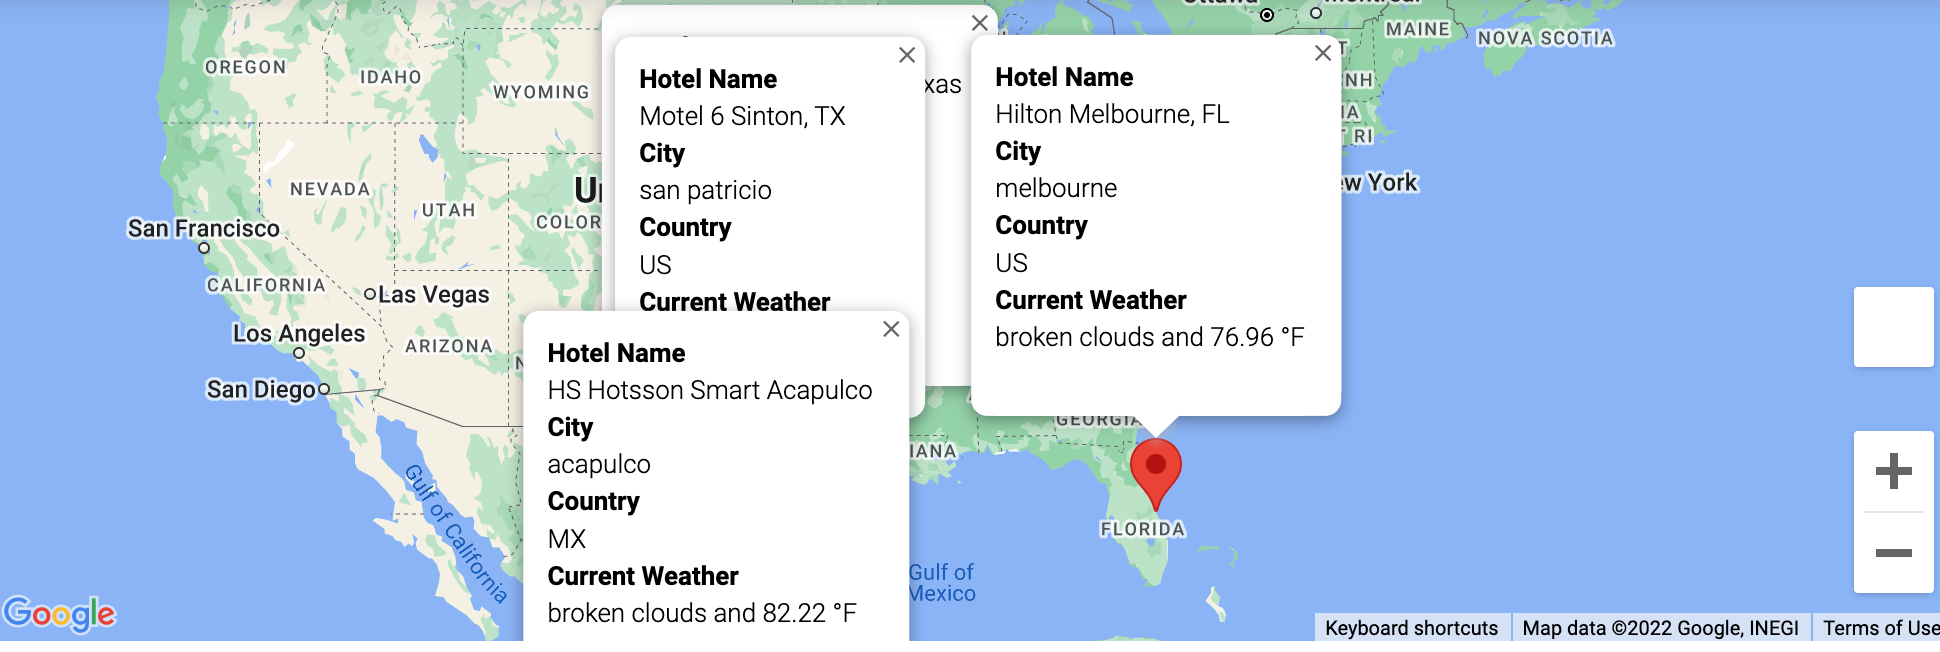 Hotel Name
Motel 6 Sinton, TX
City
san patricio
Country
US
Current Weather
xas
Hotel Name
Hilton Melbourne, FL
City
melbourne
Country
US
Current Weather
broken clouds and 76.96 °F
Hotel Name
HS Hotsson Smart Acapulco
City
acapulco
Country
MX
Current Weather
broken clouds and 82.22 °F
OREGON
IDAHO
WYOMING
NEVADA
UTAH
COLOR
San Francisco
CALIFORNIA
Las Vegas
Los Angeles
ARIZONA
San Diego
Gulf of California
MAINE
NOVA SCOTIA
NH
IA
RI
ew York
GEORGIA
IANA
FLORIDA
Gulf of
Mexico
Google
Keyboard shortcuts
Map data ©2022 Google, INEGI
Terms of Use